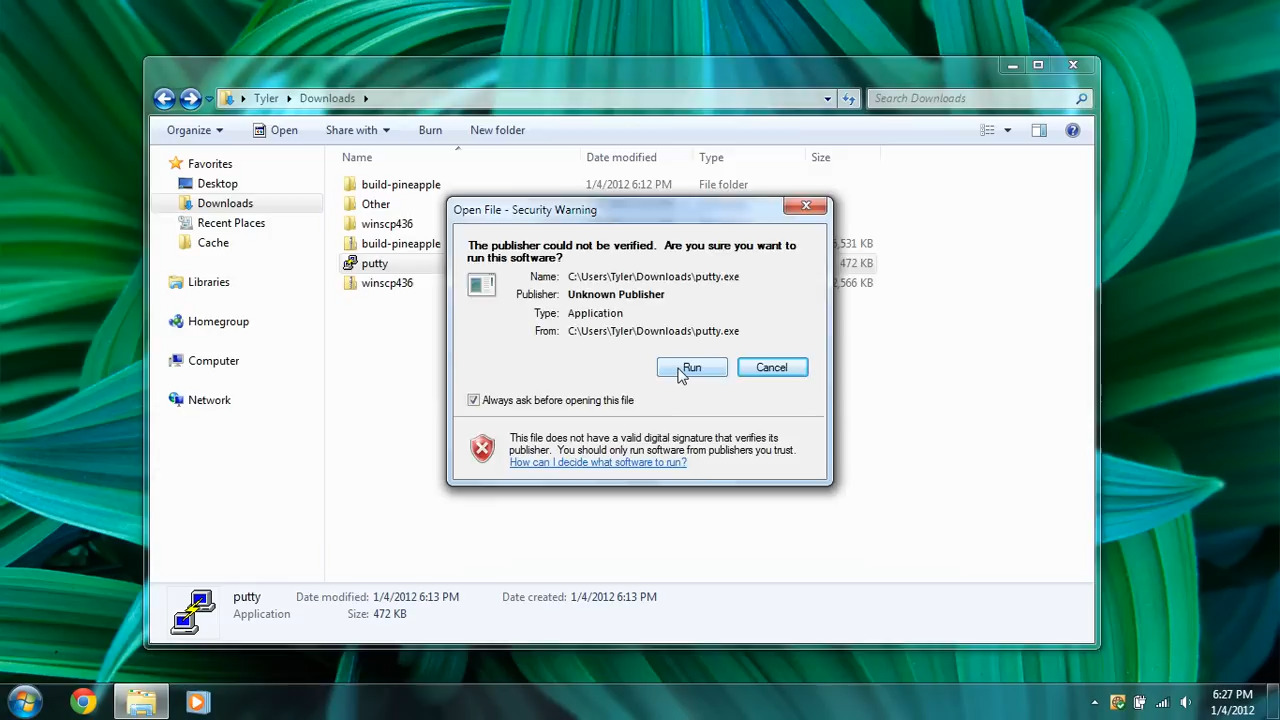 Tyler Downloads
Search Downloads
Organize Open Share with Burn New folder
Name Date modified Type Size
Favorites
Desktop
Downloads
Recent Places
Cache
Libraries
Homegroup
Computer
Network
build-pineapple 1/4/2012 6:12 PM File folder
Other
winscp436
build-pineapple ,531 KB
putty 472 KB
winscp436 ,566 KB
Open File - Security Warning
The publisher could not be verified. Are you sure you want to
run this software?
Name: C:\Users\Tyler\Downloads\putty.exe
Publisher: Unknown Publisher
Type: Application
From: C:\Users\Tyler\Downloads\putty.exe
Run Cancel
Always ask before opening this file
This file does not have a valid digital signature that verifies its
publisher. You should only run software from publishers you trust.
How can I decide what software to run?
putty Date modified: 1/4/2012 6:13 PM Date created: 1/4/2012 6:13 PM
Application Size: 472 KB
6:27 PM
1/4/2012